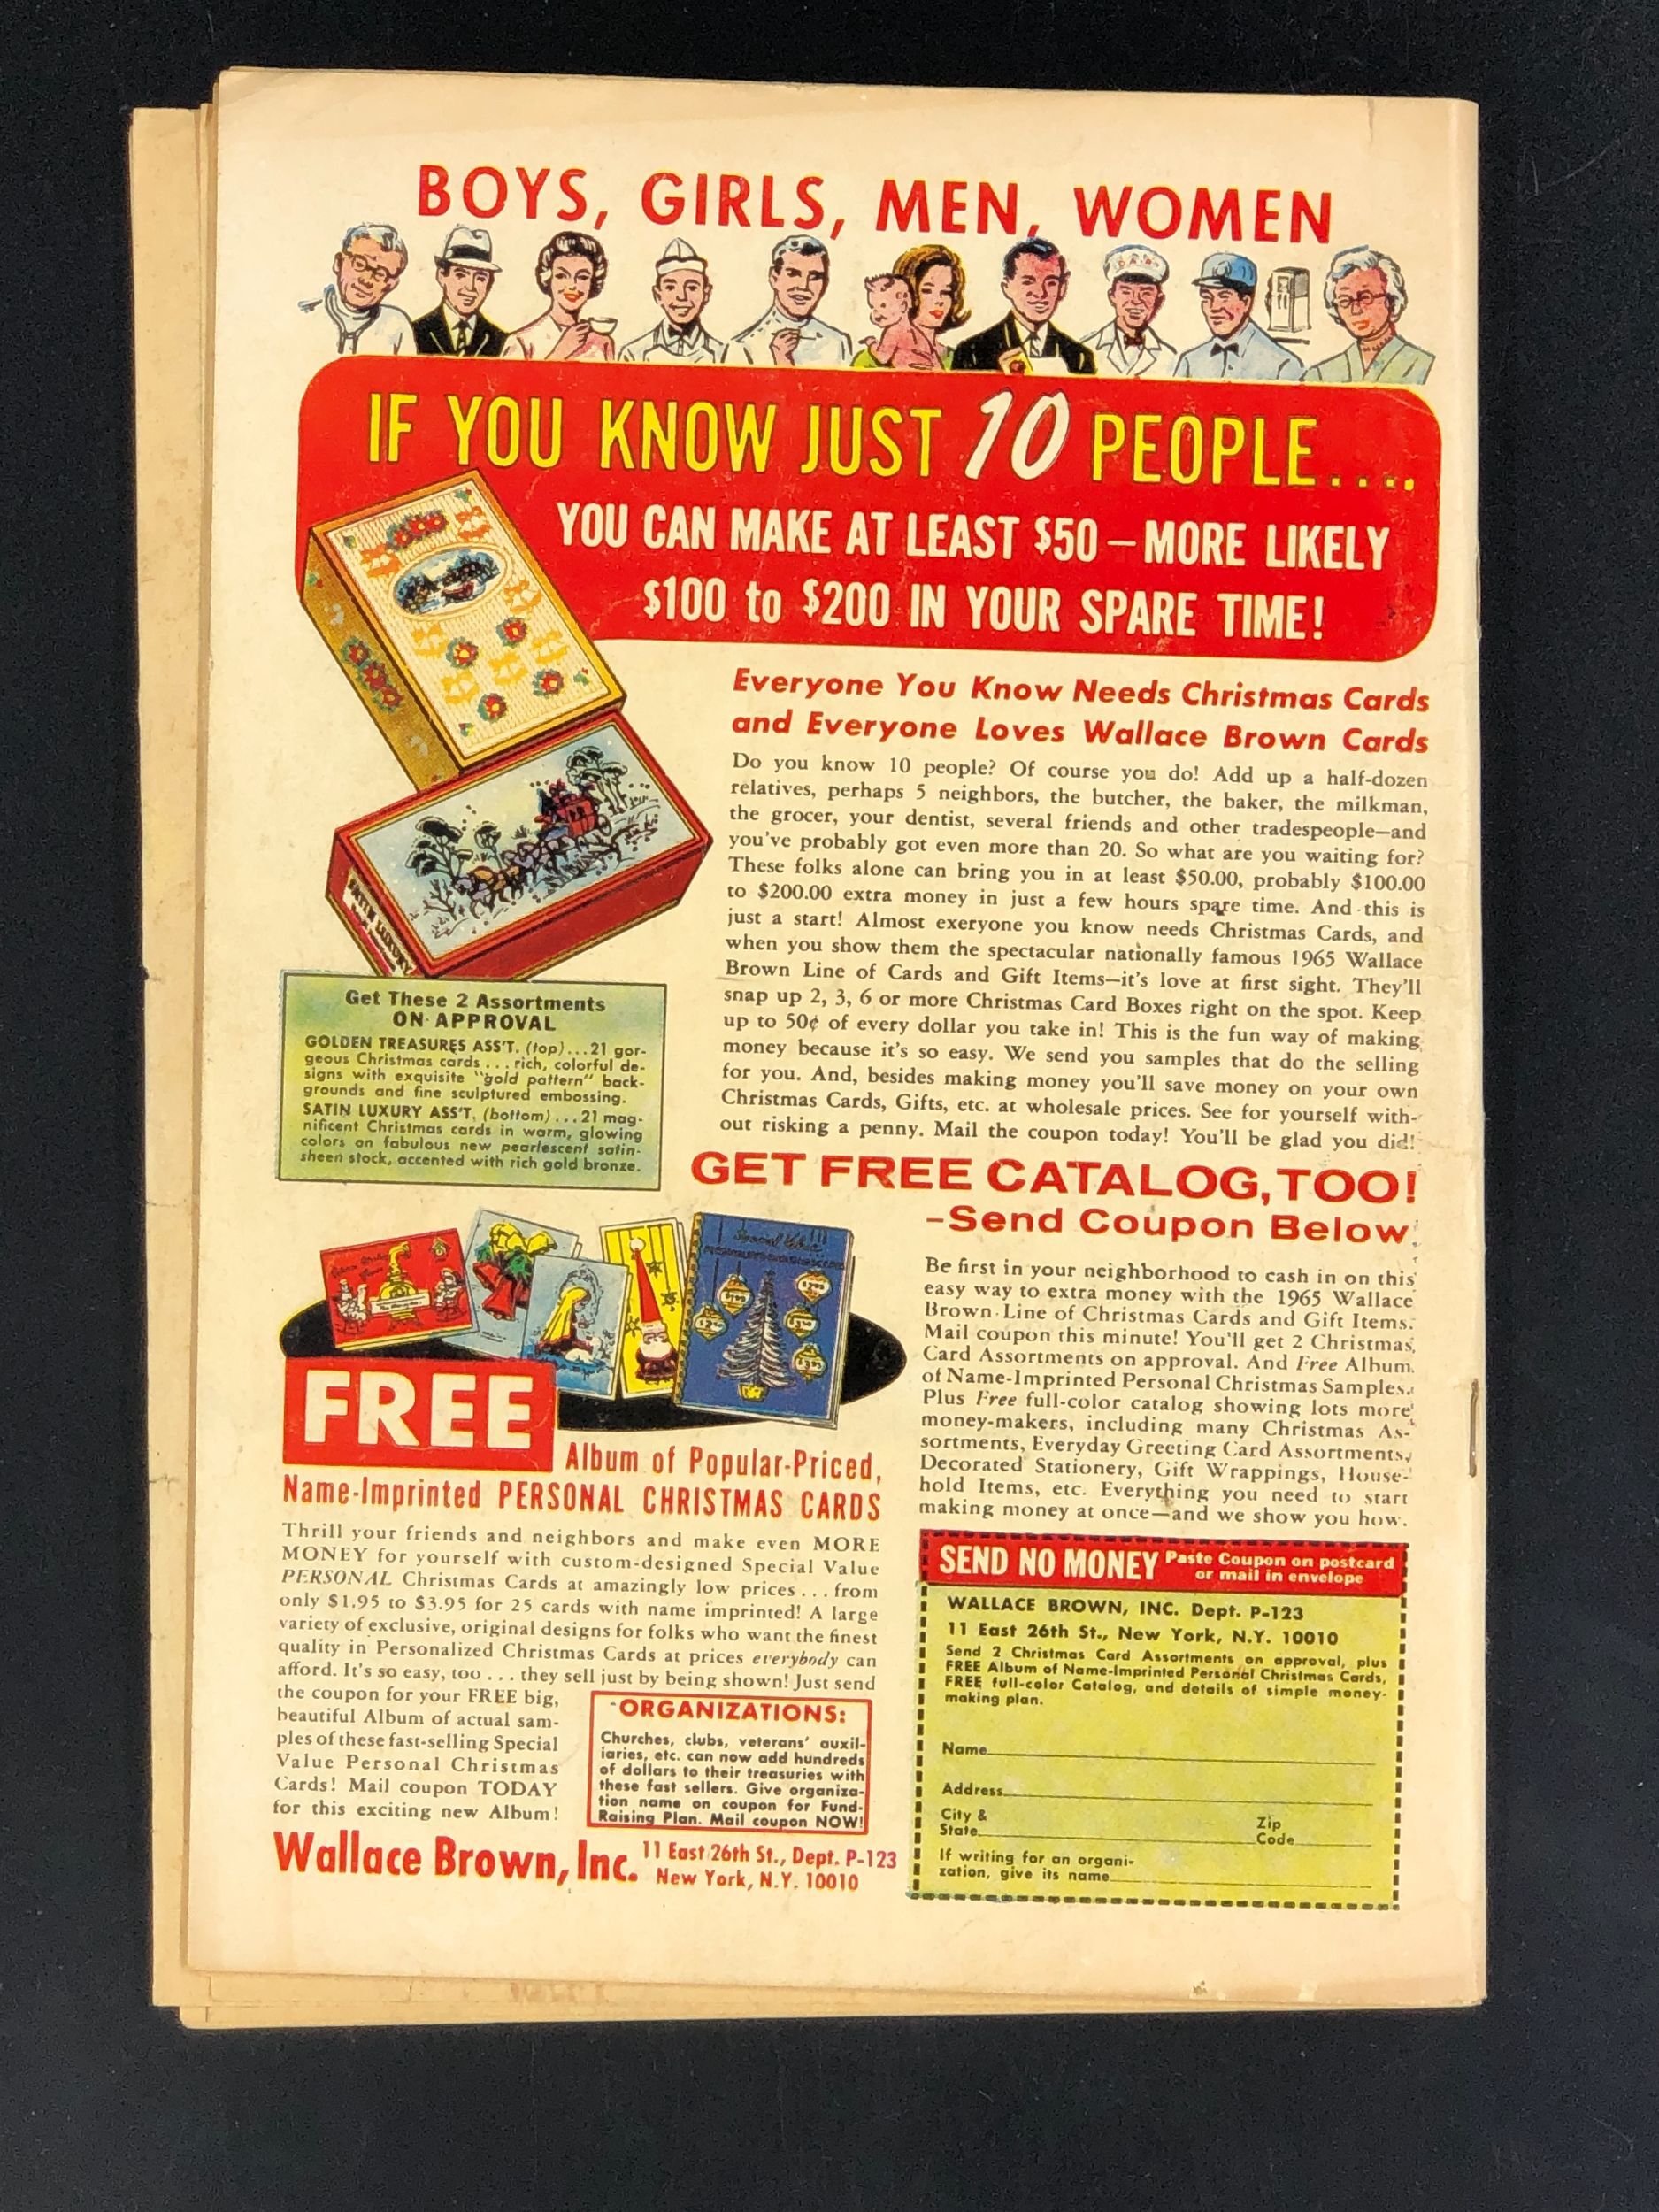 BOYS, GIRLS, MEN, WOMEN
IF YOU KNOW JUST 10 PEOPLE....
YOU CAN MAKE AT LEAST $50—MORE LIKELY
$100 to $200 IN YOUR SPARE TIME!
Everyone You Know Needs Christmas Cards
and Everyone Loves Wallace Brown Cards
Do you know 10 people? Of course you do! Add up a half-dozen
relatives, perhaps 5 neighbors, the butcher, the baker, the milkman,
the grocer, your dentist, several friends and other tradespeople—and
you've probably got even more than 20. So what are you waiting for?
These folks alone can bring you in at least $50.00, probably $100.00
to $200.00 extra money in just a few hours spare time. And this is
just a start! Almost exeryone you know needs Christmas Cards, and
when you show them the spectacular nationally famous 1965 Wallace
Brown Line of Cards and Gift Items—it's love at first sight. They'll
snap up 2, 3, 6 or more Christmas Card Boxes right on the spot. Keep
up to 50¢ of every dollar you take in! This is the fun way of making
money because it's so easy. We send you samples that do the selling
for you. And, besides making money you'll save money on your own
Christmas Cards, Gifts, etc. at wholesale prices. See for yourself with-
out risking a penny. Mail the coupon today! You'll be glad you did!
SATIN LUXURY
Get These 2 Assortments
ON APPROVAL
GOLDEN TREASURES ASS'T. (top)...21 gor-
geous Christmas cards ... rich, colorful de-
signs with exquisite "gold pattern" back-
grounds and fine sculptured embossing.
SATIN LUXURY ASS'T. (bottom)...21 mag-
nificent Christmas cards in warm, glowing
colors on fabulous new pearlescent satin-
sheen stock, accented with rich gold bronze.
GET FREE CATALOG, TOO!
-Send Coupon Below
Be first in your neighborhood to cash in on this
easy way to extra money with the 1965 Wallace
Brown Line of Christmas Cards and Gift Items.
Mail coupon this minute! You'll get 2 Christmas
Card Assortments on approval. And Free Album
of Name-Imprinted Personal Christmas Samples.
Plus Free full-color catalog showing lots more
money-makers, including many Christmas As-
sortments, Everyday Greeting Card Assortments,
Decorated Stationery, Gift Wrappings, House-
hold Items, etc. Everything you need to start
making money at once—and we show you how.
Special Value
FREE
Album of Popular-Priced,
Name-Imprinted PERSONAL CHRISTMAS CARDS
Thrill your friends and neighbors and make even MORE
MONEY for yourself with custom-designed Special Value
PERSONAL Christmas Cards at amazingly low prices ... from
only $1.95 to $3.95 for 25 cards with name imprinted! A large
variety of exclusive, original designs for folks who want the finest
quality in Personalized Christmas Cards at prices everybody can
afford. It's so easy, too ... they sell just by being shown! Just send
the coupon for your FREE big,
beautiful Album of actual sam-
ples of these fast-selling Special
Value Personal Christmas
Cards! Mail coupon TODAY
for this exciting new Album!
ORGANIZATIONS:
Churches, clubs, veterans' auxil-
iaries, etc. can now add hundreds
of dollars to their treasuries with
these fast sellers. Give organiza-
tion name on coupon for Fund-
Raising Plan. Mail coupon NOW!
Wallace Brown, Inc. 11 East 26th St., Dept. P-123
New York, N.Y. 10010
SEND NO MONEY Paste Coupon on postcard
or mail in envelope
WALLACE BROWN, INC. Dept. P-123
11 East 26th St., New York, N.Y. 10010
Send 2 Christmas Card Assortments on approval, plus
FREE Album of Name-Imprinted Personal Christmas Cards,
FREE full-color Catalog, and details of simple money-
making plan.
Name
Address
City &
State
Zip
Code
If writing for an organi-
zation, give its name